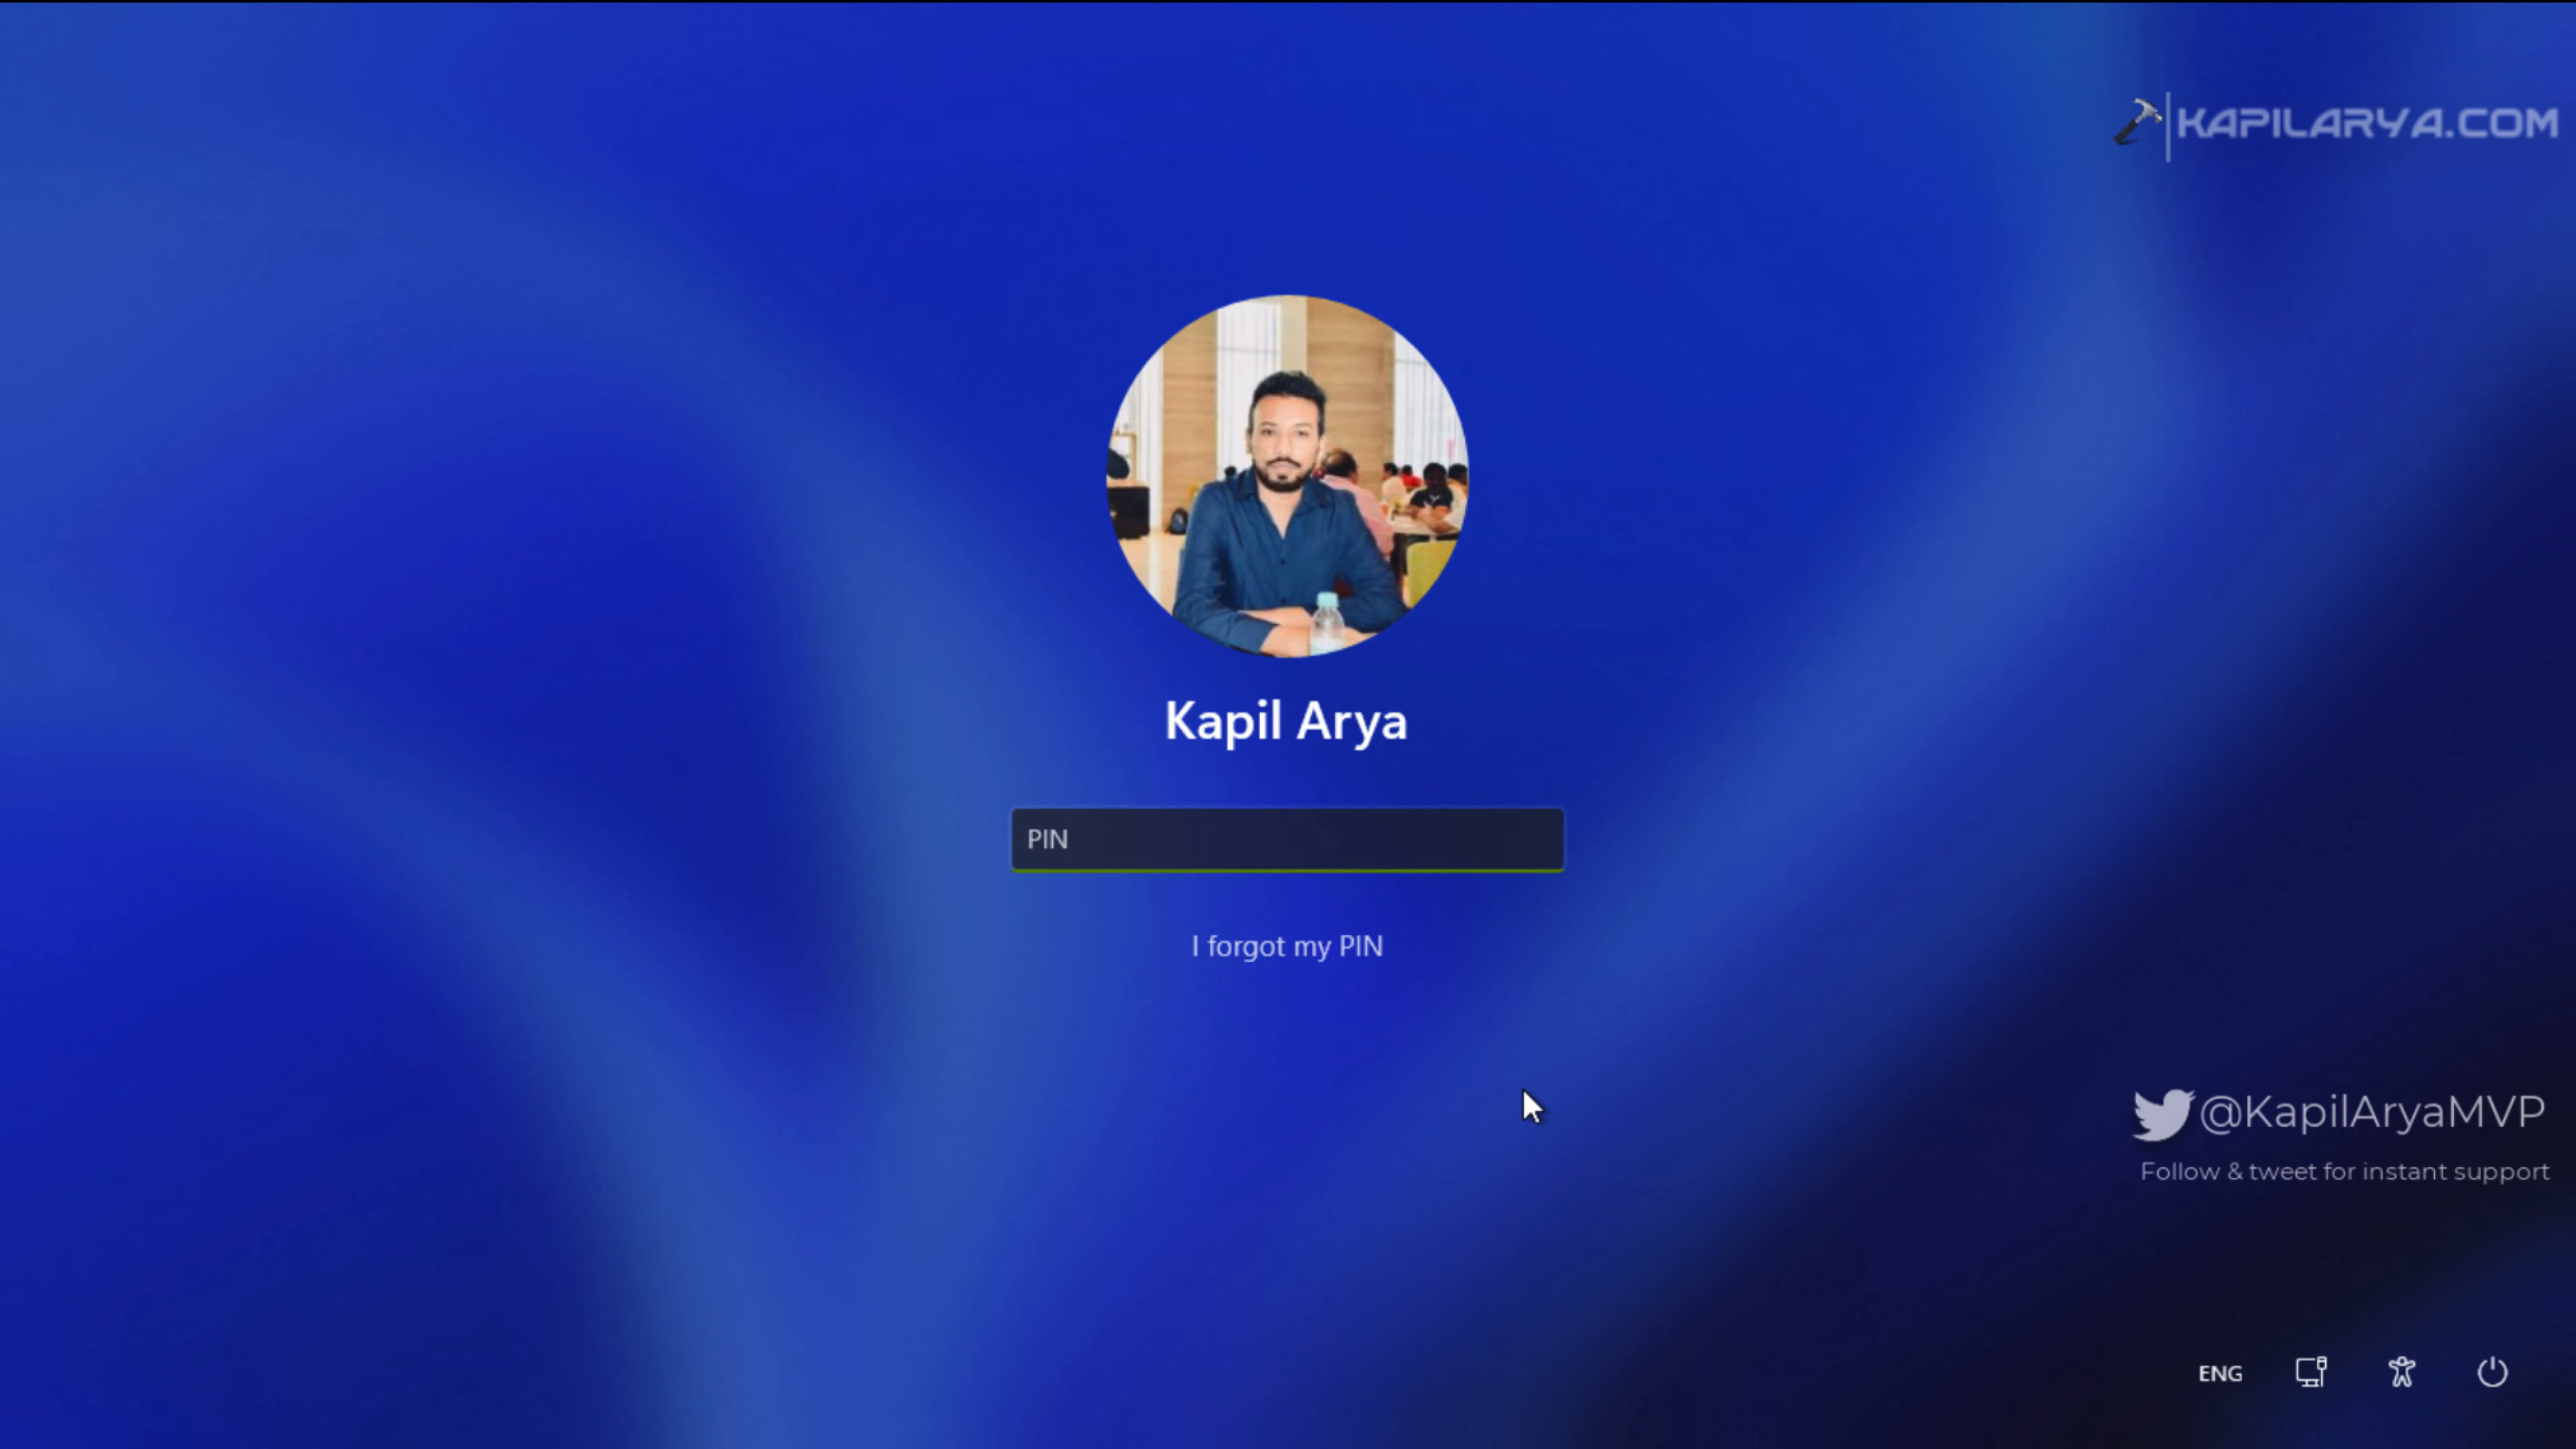 KAPILARYA.COM
Kapil Arya
PIN
I forgot my PIN
@KapilAryaMVP
Follow & tweet for instant support
ENG